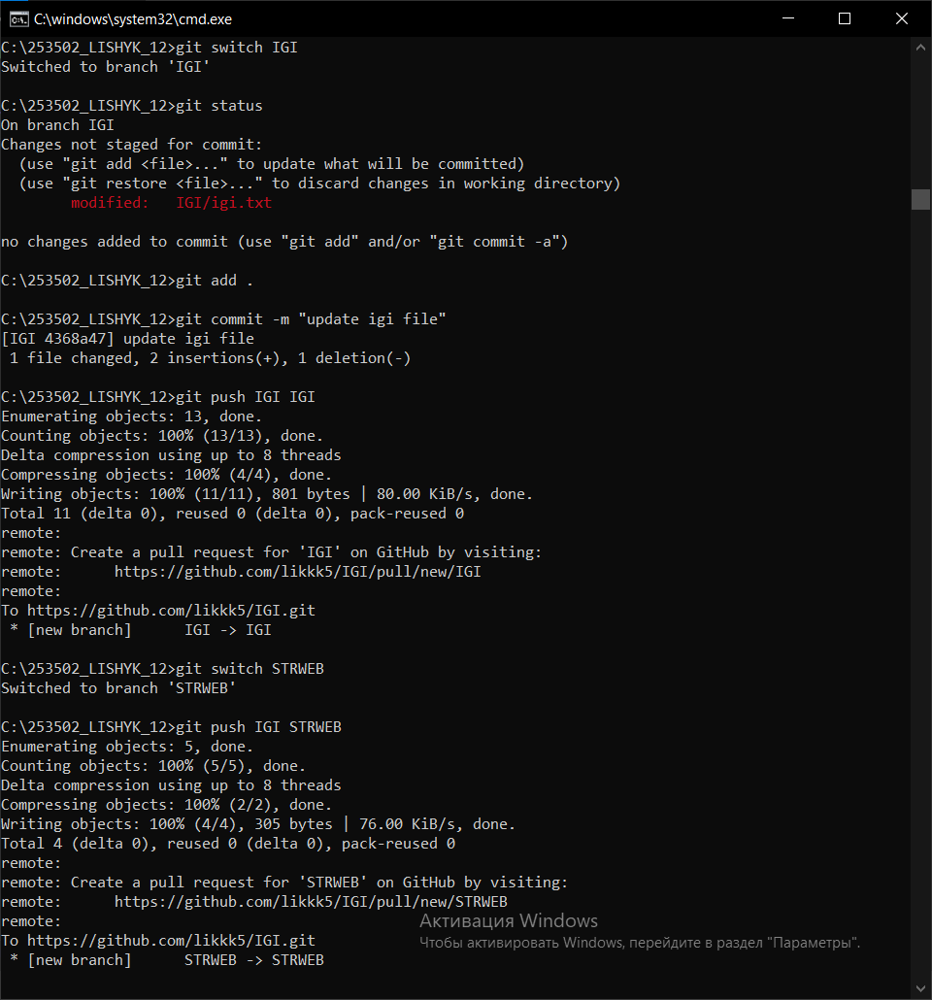 C:\windows\system32\cmd.exe
C:\253502_LISHYK_12>git switch IGI
Switched to branch 'IGI'
C:\253502_LISHYK_12>git status
On branch IGI
Changes not staged for commit:
  (use "git add <file>..." to update what will be committed)
  (use "git restore <file>..." to discard changes in working directory)
        modified:   IGI/igi.txt
no changes added to commit (use "git add" and/or "git commit -a")
C:\253502_LISHYK_12>git add .
C:\253502_LISHYK_12>git commit -m "update igi file"
[IGI 4368a47] update igi file
 1 file changed, 2 insertions(+), 1 deletion(-)
C:\253502_LISHYK_12>git push IGI IGI
Enumerating objects: 13, done.
Counting objects: 100% (13/13), done.
Delta compression using up to 8 threads
Compressing objects: 100% (4/4), done.
Writing objects: 100% (11/11), 801 bytes | 80.00 KiB/s, done.
Total 11 (delta 0), reused 0 (delta 0), pack-reused 0
remote:
remote: Create a pull request for 'IGI' on GitHub by visiting:
remote:      https://github.com/likkk5/IGI/pull/new/IGI
remote:
To https://github.com/likkk5/IGI.git
 * [new branch]      IGI -> IGI
C:\253502_LISHYK_12>git switch STRWEB
Switched to branch 'STRWEB'
C:\253502_LISHYK_12>git push IGI STRWEB
Enumerating objects: 5, done.
Counting objects: 100% (5/5), done.
Delta compression using up to 8 threads
Compressing objects: 100% (2/2), done.
Writing objects: 100% (4/4), 305 bytes | 76.00 KiB/s, done.
Total 4 (delta 0), reused 0 (delta 0), pack-reused 0
remote:
remote: Create a pull request for 'STRWEB' on GitHub by visiting:
remote:      https://github.com/likkk5/IGI/pull/new/STRWEB
remote:
Активация Windows
To https://github.com/likkk5/IGI.git
Чтобы активировать Windows, перейдите в раздел "Параметры".
 * [new branch]      STRWEB -> STRWEB